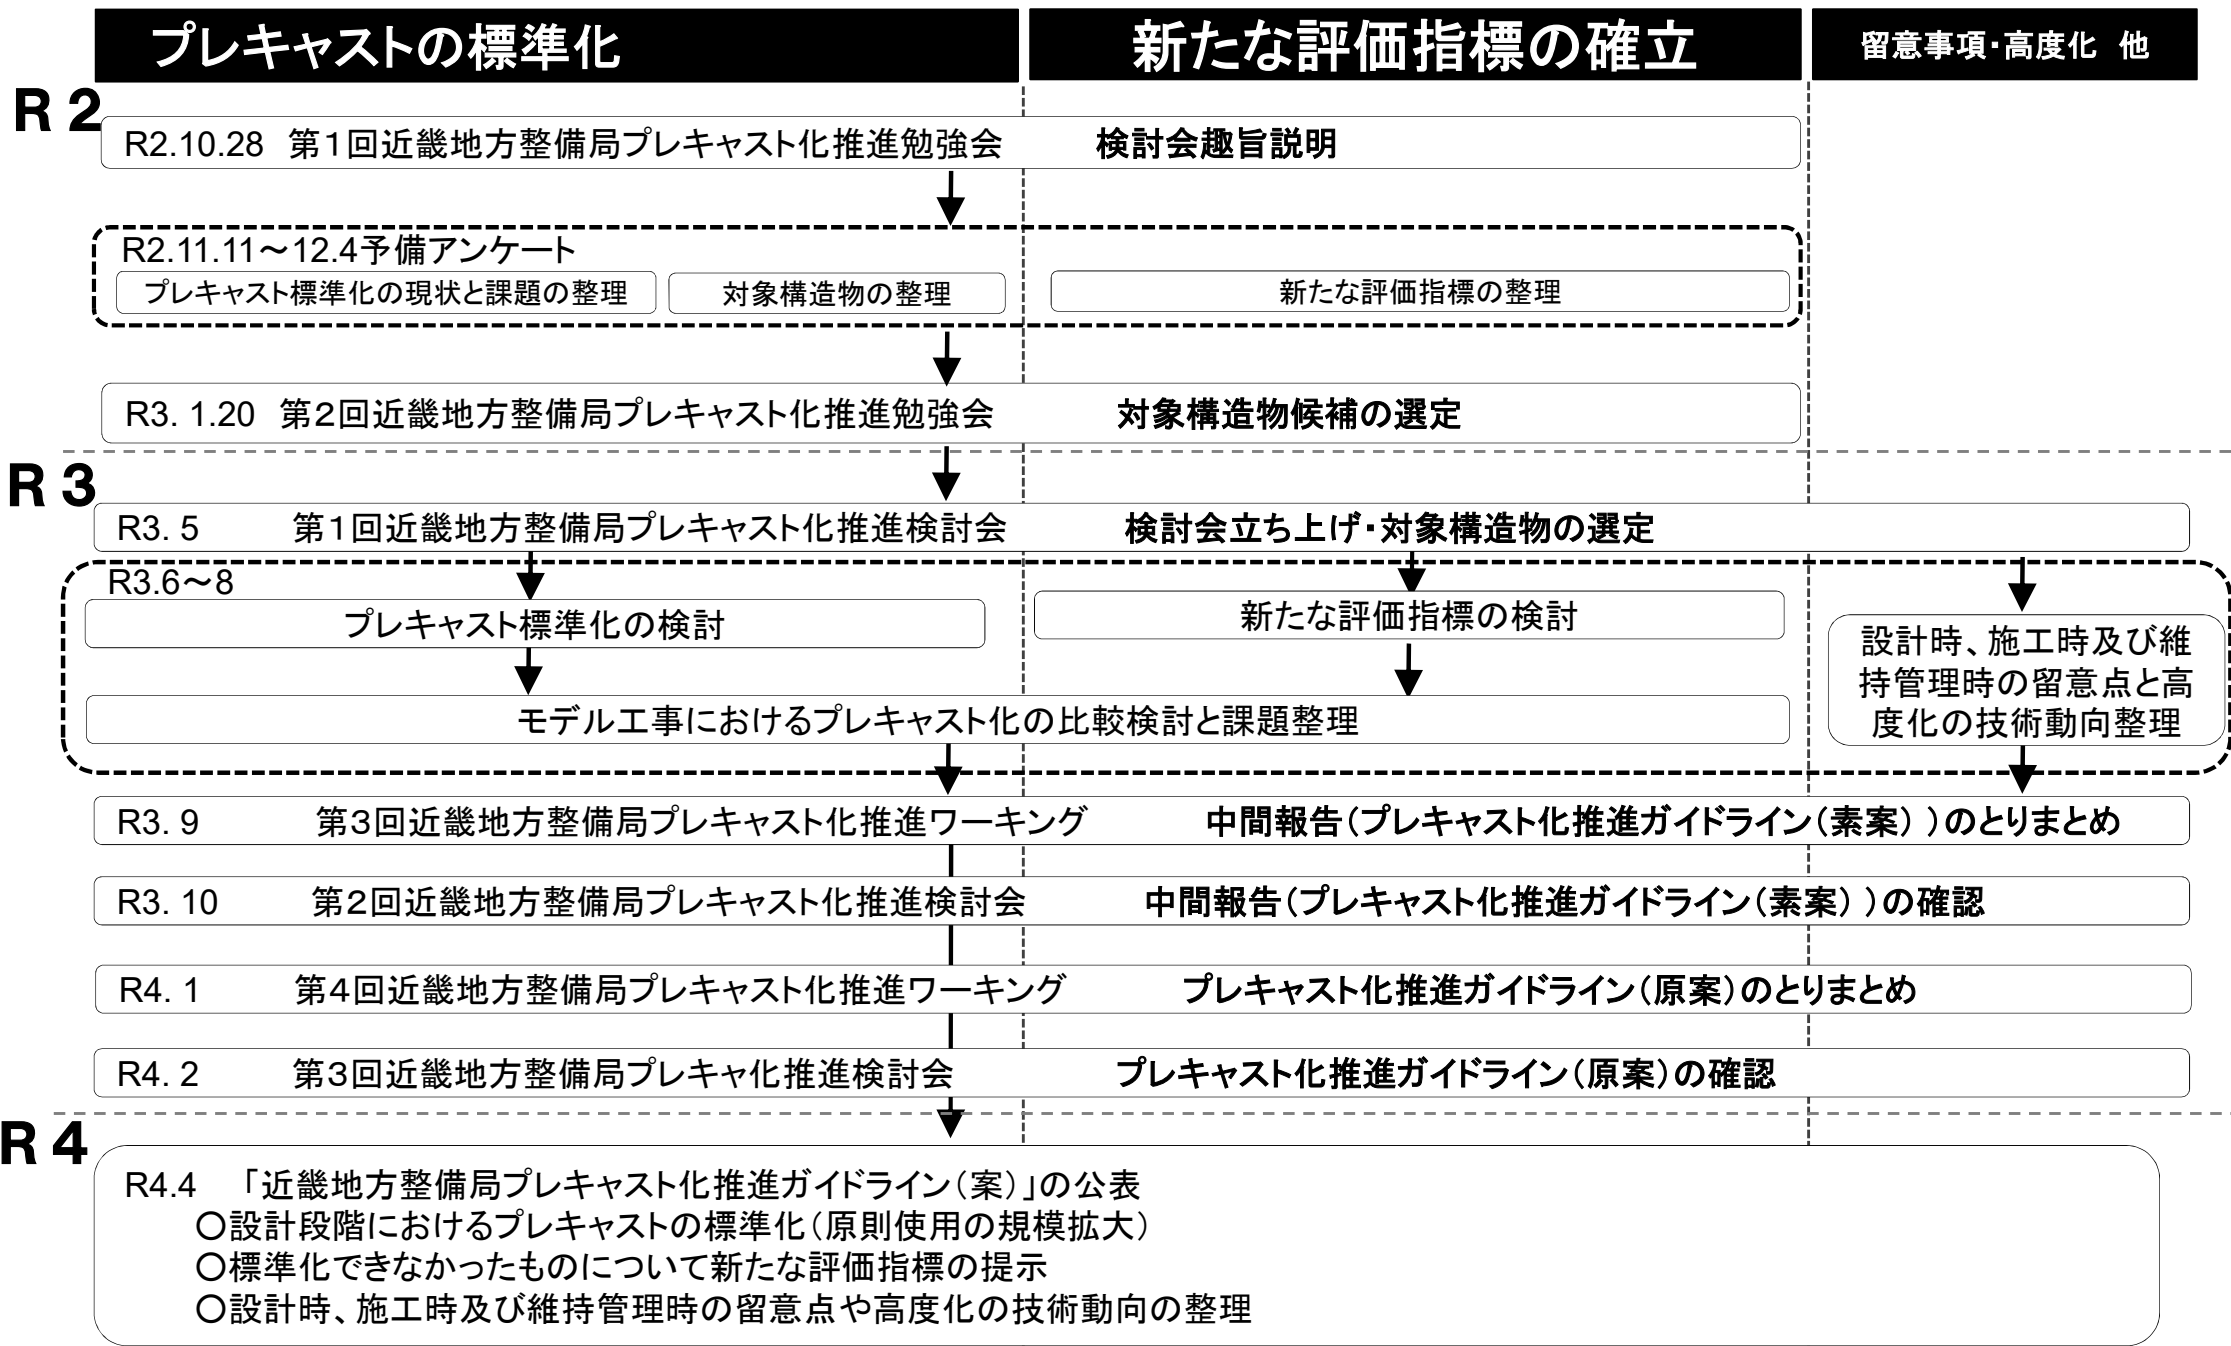 プレキャストの標準化
新たな評価指標の確立
留意事項・高度化　他
R 2
R2.10.28　第1回近畿地方整備局プレキャスト化推進勉強会　検討会趣旨説明
R2.11.11～12.4予備アンケート
プレキャスト標準化の現状と課題の整理
対象構造物の整理
新たな評価指標の整理
R3. 1.20　第2回近畿地方整備局プレキャスト化推進勉強会　対象構造物候補の選定
R 3
R3. 5　第1回近畿地方整備局プレキャスト化推進検討会　検討会立ち上げ・対象構造物の選定
R3.6～8
プレキャスト標準化の検討
新たな評価指標の検討
設計時、施工時及び維
持管理時の留意点と高
度化の技術動向整理
モデル工事におけるプレキャスト化の比較検討と課題整理
R3. 9　第3回近畿地方整備局プレキャスト化推進ワーキング　中間報告（プレキャスト化推進ガイドライン（素案））のとりまとめ
R3. 10　第2回近畿地方整備局プレキャスト化推進検討会　中間報告（プレキャスト化推進ガイドライン（素案））の確認
R4. 1　第4回近畿地方整備局プレキャスト化推進ワーキング　プレキャスト化推進ガイドライン（原案）のとりまとめ
R4. 2　第3回近畿地方整備局プレキャ化推進検討会　プレキャスト化推進ガイドライン（原案）の確認
R 4
R4.4　「近畿地方整備局プレキャスト化推進ガイドライン（案）」の公表
〇設計段階におけるプレキャストの標準化（原則使用の規模拡大）
〇標準化できなかったものについて新たな評価指標の提示
〇設計時、施工時及び維持管理時の留意点や高度化の技術動向の整理